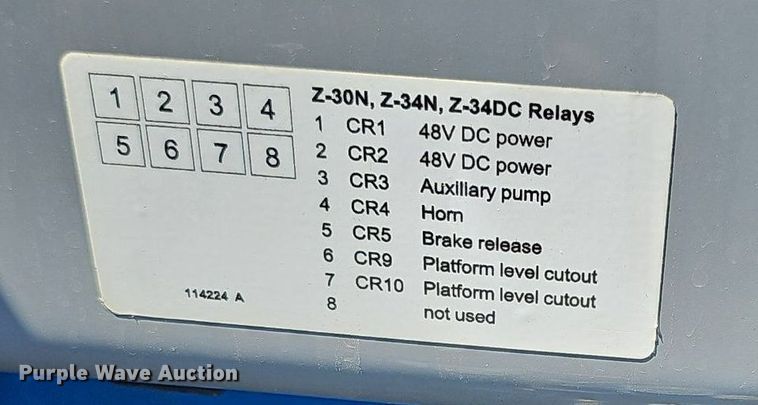 1 2 3 4
5 6 7 8
Z-30N, Z-34N, Z-34DC Relays
1 CR1 48V DC power
2 CR2 48V DC power
3 CR3 Auxiliary pump
4 CR4 Horn
5 CR5 Brake release
6 CR9 Platform level cutout
7 CR10 Platform level cutout
8 not used
114224 A
Purple Wave Auction